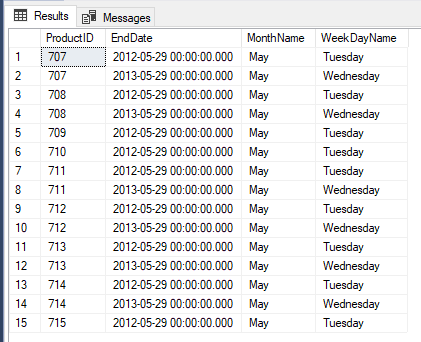 Results Messages
ProductID EndDate MonthName WeekDayName
1 707 2012-05-29 00:00:00.000 May Tuesday
2 707 2013-05-29 00:00:00.000 May Wednesday
3 708 2012-05-29 00:00:00.000 May Tuesday
4 708 2013-05-29 00:00:00.000 May Wednesday
5 709 2012-05-29 00:00:00.000 May Tuesday
6 710 2012-05-29 00:00:00.000 May Tuesday
7 711 2012-05-29 00:00:00.000 May Tuesday
8 711 2013-05-29 00:00:00.000 May Wednesday
9 712 2012-05-29 00:00:00.000 May Tuesday
10 712 2013-05-29 00:00:00.000 May Wednesday
11 713 2012-05-29 00:00:00.000 May Tuesday
12 713 2013-05-29 00:00:00.000 May Wednesday
13 714 2012-05-29 00:00:00.000 May Tuesday
14 714 2013-05-29 00:00:00.000 May Wednesday
15 715 2012-05-29 00:00:00.000 May Tuesday